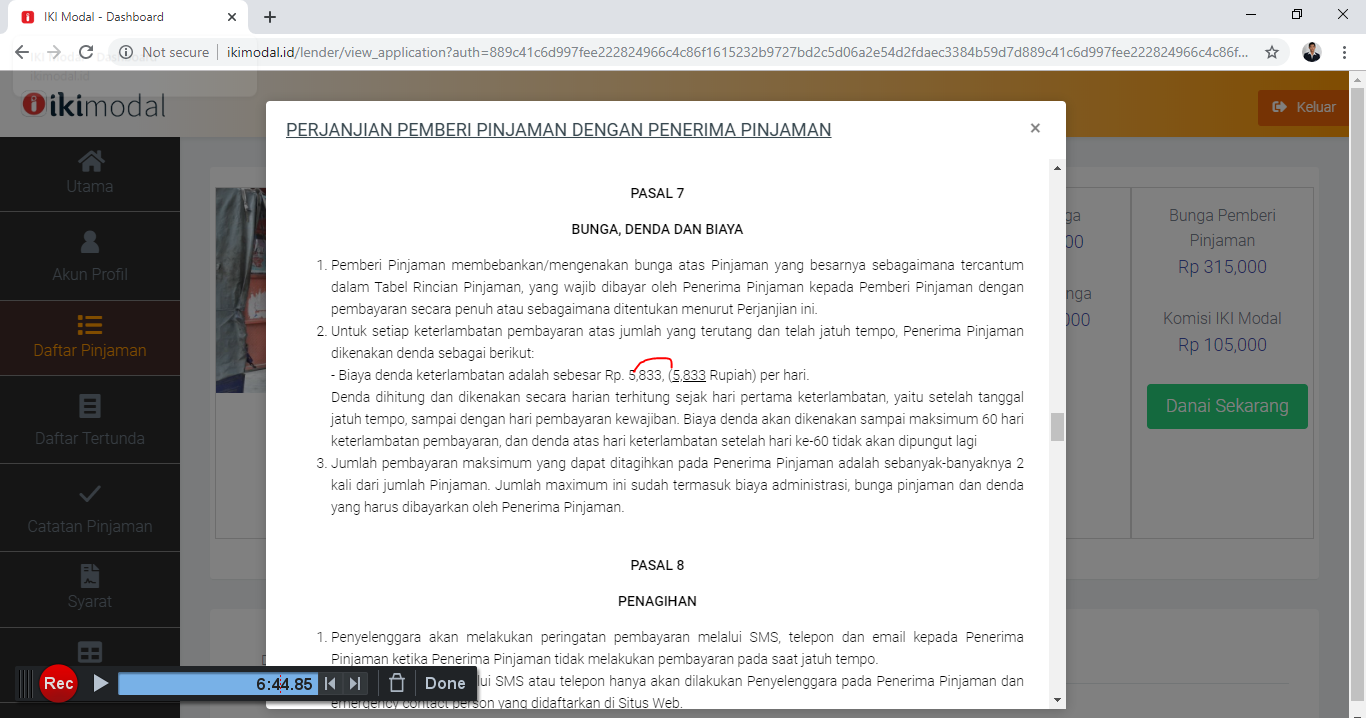 IKI Modal - Dashboard
Not secure
ikimodal.id/lender/view_application?auth=889c41c6d997fee222824966c4c86f1615232b9727bd2c5d06a2e54d2fdaec3384b59d7d889c41c6d997fee222824966c4c86f...
ikimodal
Keluar
Utama
Akun Profil
Daftar Pinjaman
Daftar Tertunda
Catatan Pinjaman
Syarat
PERJANJIAN PEMBERI PINJAMAN DENGAN PENERIMA PINJAMAN
×
PASAL 7
BUNGA, DENDA DAN BIAYA
1. Pemberi Pinjaman membebankan/mengenakan bunga atas Pinjaman yang besarnya sebagaimana tercantum
dalam Tabel Rincian Pinjaman, yang wajib dibayar oleh Penerima Pinjaman kepada Pemberi Pinjaman dengan
pembayaran secara penuh atau sebagaimana ditentukan menurut Perjanjian ini.
2. Untuk setiap keterlambatan pembayaran atas jumlah yang terutang dan telah jatuh tempo, Penerima Pinjaman
dikenakan denda sebagai berikut:
- Biaya denda keterlambatan adalah sebesar Rp. 5,833, (5,833 Rupiah) per hari.
Denda dihitung dan dikenakan secara harian terhitung sejak hari pertama keterlambatan, yaitu setelah tanggal
jatuh tempo, sampai dengan hari pembayaran kewajiban. Biaya denda akan dikenakan sampai maksimum 60 hari
keterlambatan pembayaran, dan denda atas hari keterlambatan setelah hari ke-60 tidak akan dipungut lagi
3. Jumlah pembayaran maksimum yang dapat ditagihkan pada Penerima Pinjaman adalah sebanyak-banyaknya 2
kali dari jumlah Pinjaman. Jumlah maximum ini sudah termasuk biaya administrasi, bunga pinjaman dan denda
yang harus dibayarkan oleh Penerima Pinjaman.
PASAL 8
PENAGIHAN
1. Penyelenggara akan melakukan peringatan pembayaran melalui SMS, telepon dan email kepada Penerima
Pinjaman ketika Penerima Pinjaman tidak melakukan pembayaran pada saat jatuh tempo.
SMS atau telepon hanya akan dilakukan Penyelenggara pada Penerima Pinjaman dan
emergency contact person yang didaftarkan di Situs Web.
Bunga Pemberi
Pinjaman
Rp 315,000
Komisi IKI Modal
Rp 105,000
Danai Sekarang
Rec
6:44.85
Done